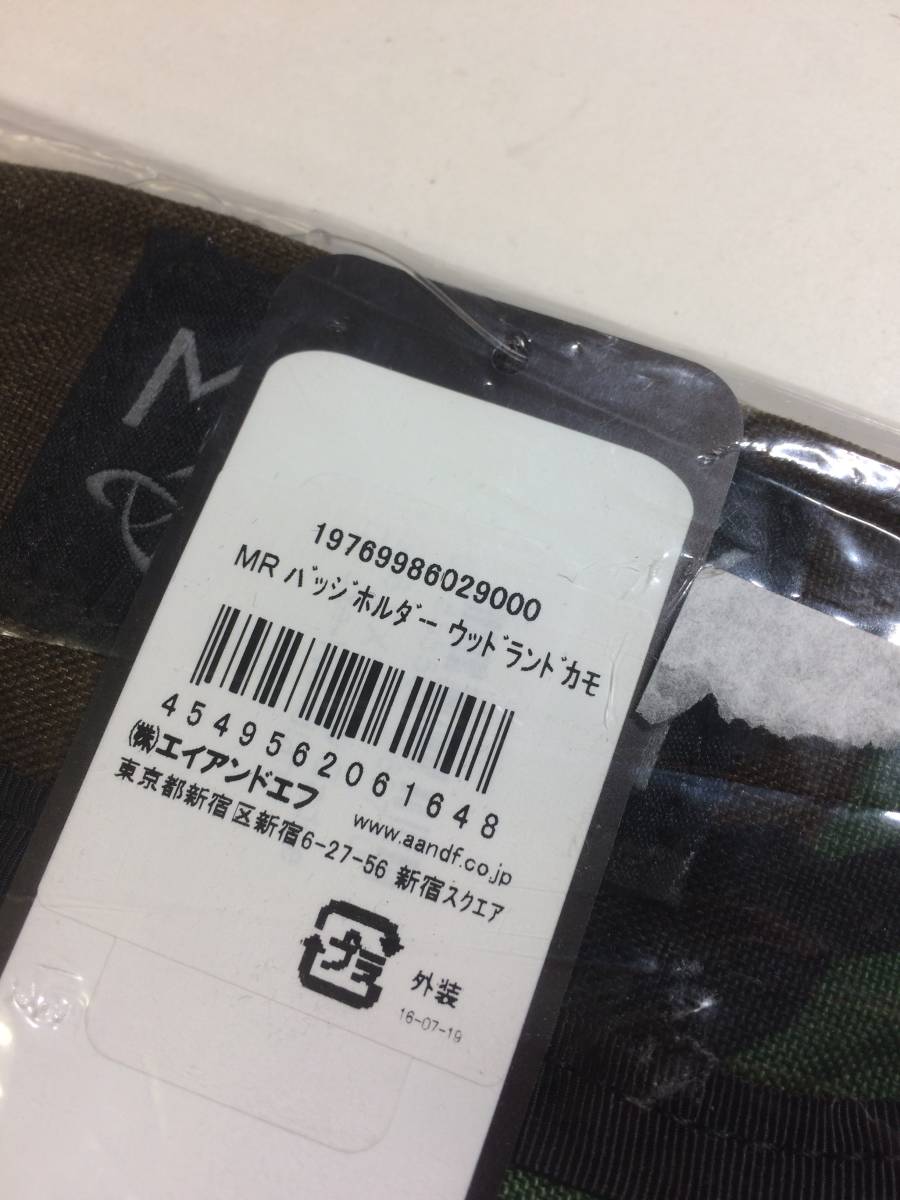 19769986029000
MR ﾊﾞｯｼﾞﾎﾙﾀﾞｰ ｳｯﾄﾞﾗﾝﾄﾞｶﾓ
4549562061648
㈱エイアンドエフ
www.aandf.co.jp
東京都新宿区新宿6-27-56 新宿スクエア
プラ
外装
16-07-19